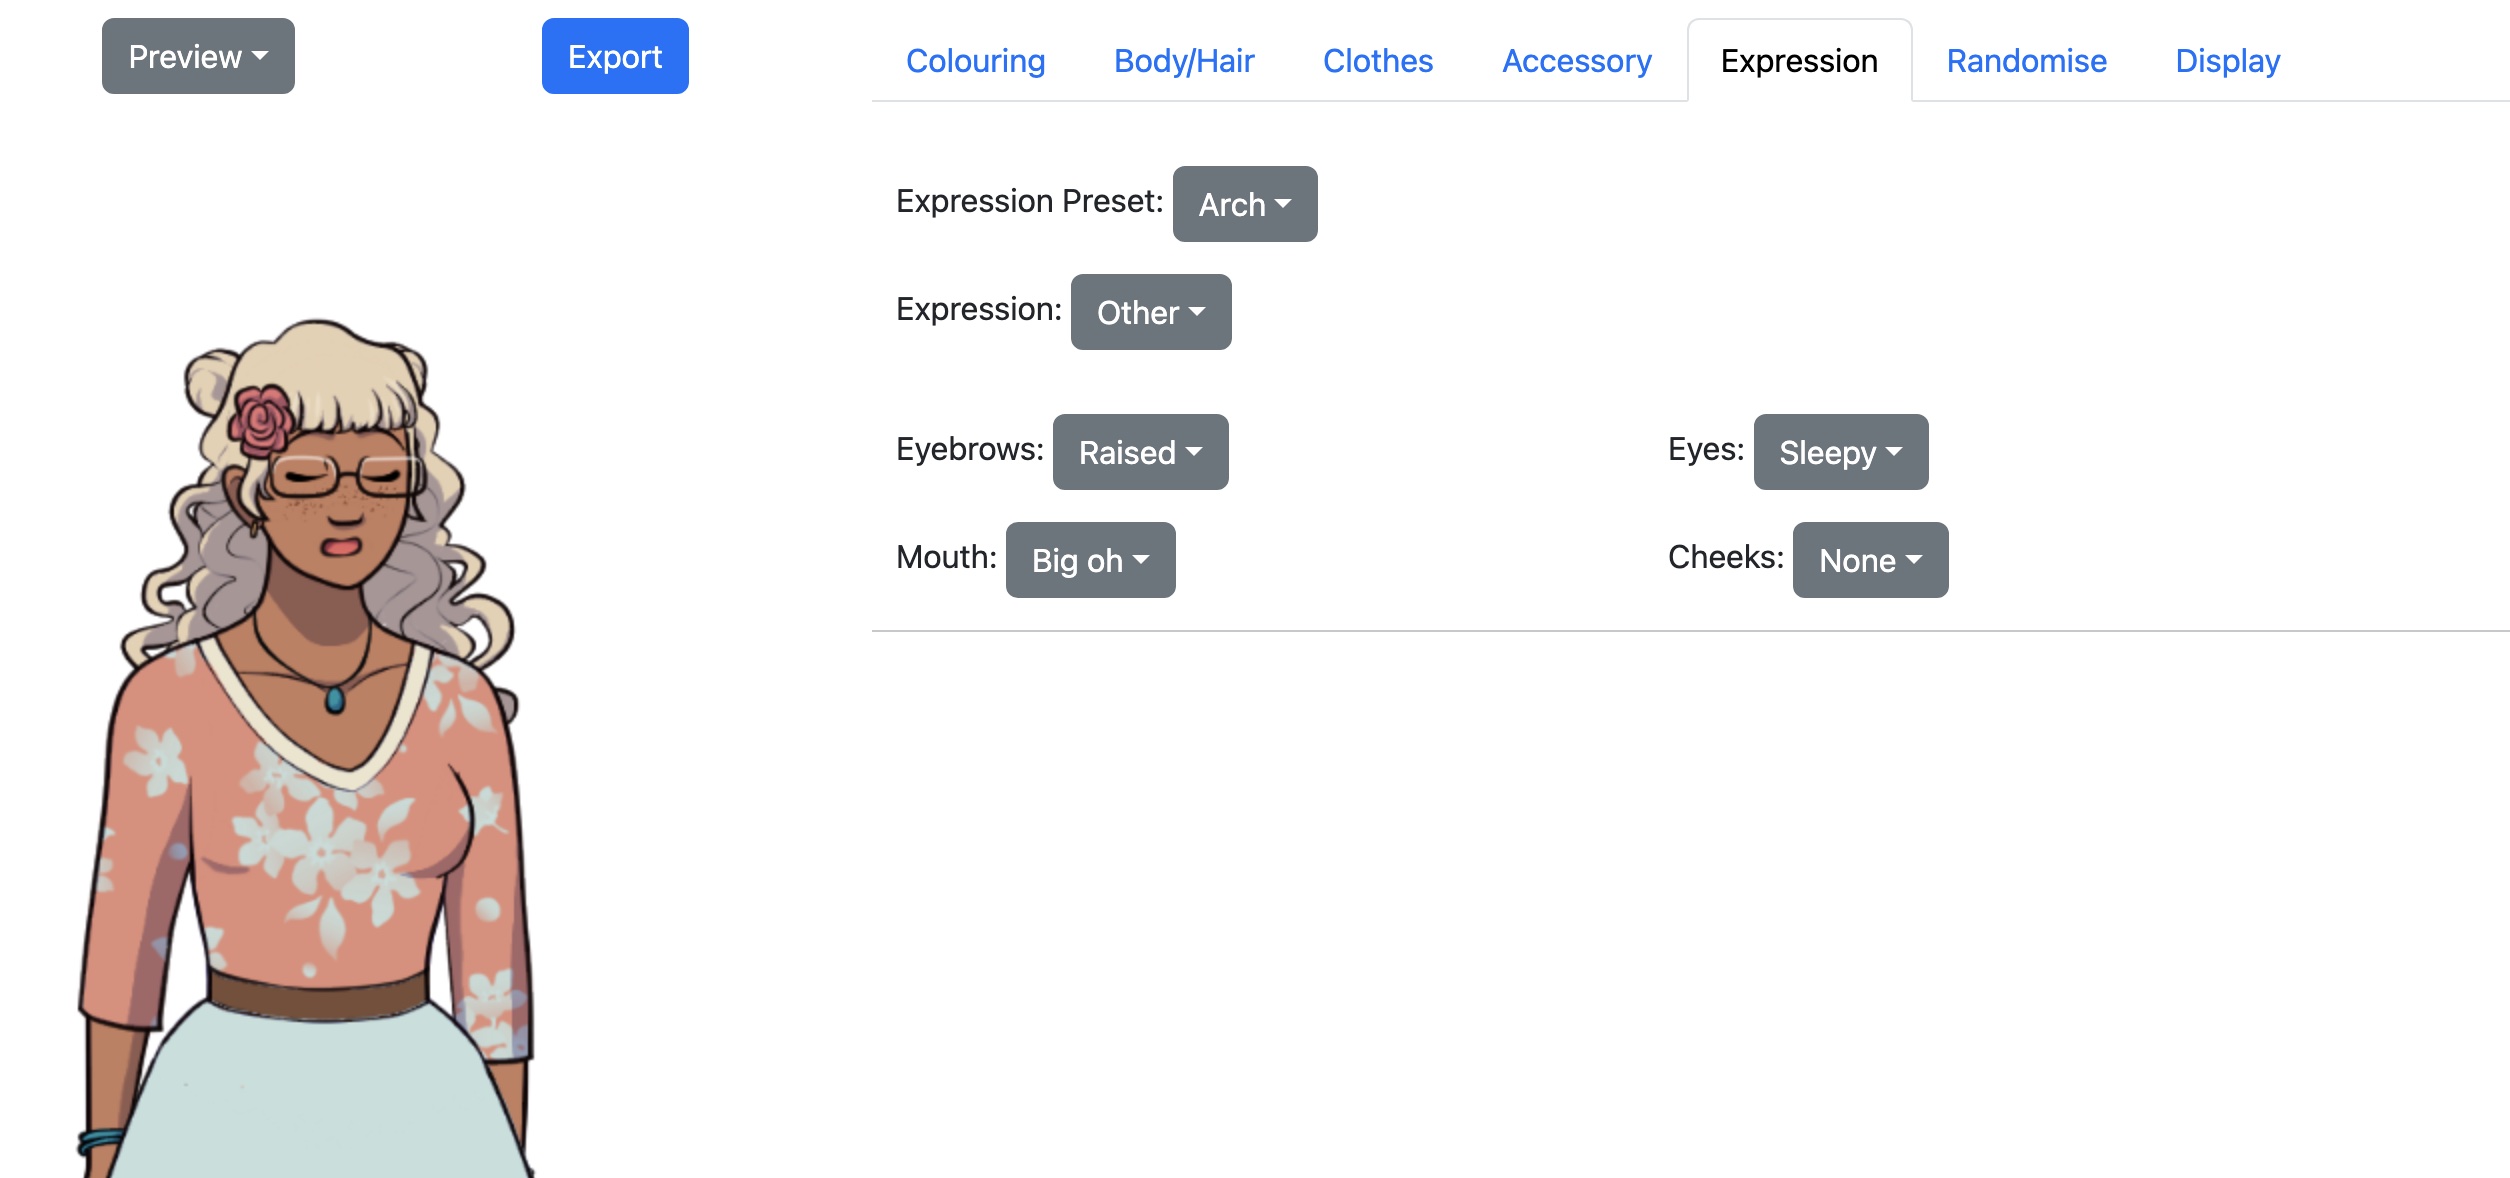 Preview
Export
Colouring
Body/Hair
Clothes
Accessory
Expression
Randomise
Display
Expression Preset: Arch
Expression: Other
Eyebrows: Raised
Eyes: Sleepy
Mouth: Big oh
Cheeks: None